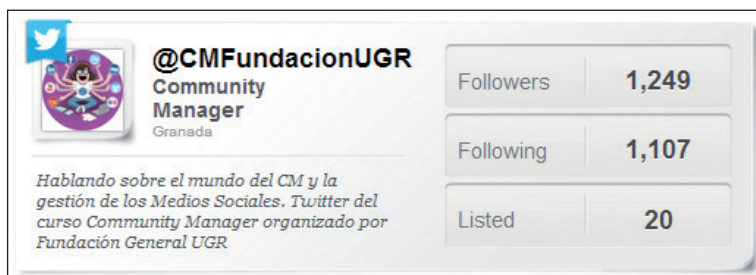 @CMFundacionUGR
Community
Manager
Granada
Hablando sobre el mundo del CM y la
gestión de los Medios Sociales. Twitter del
curso Community Manager organizado por
Fundación General UGR
Followers 1,249
Following 1,107
Listed 20